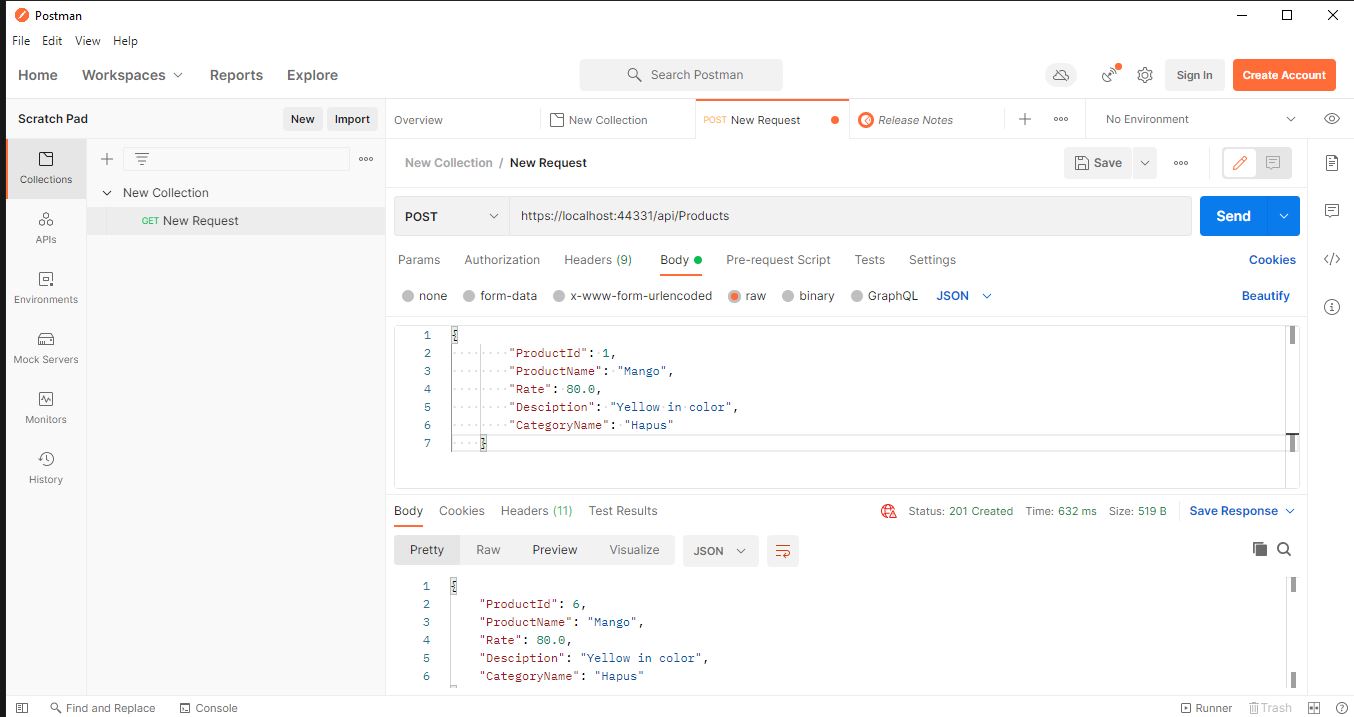 Postman
File Edit View Help
Home Workspaces Reports Explore Search Postman Sign In Create Account
Scratch Pad New Import Overview New Collection POST New Request Release Notes No Environment
New Collection / New Request Save
Collections
New Collection
GET New Request
APIs
Environments
Mock Servers
Monitors
History
POST https://localhost:44331/api/Products Send
Params Authorization Headers (9) Body Pre-request Script Tests Settings Cookies
none form-data x-www-form-urlencoded raw binary GraphQL JSON Beautify
1 {
2 "ProductId": 1,
3 "ProductName": "Mango",
4 "Rate": 80.0,
5 "Desciption": "Yellow in color",
6 "CategoryName": "Hapus"
7 }
Body Cookies Headers (11) Test Results Status: 201 Created Time: 632 ms Size: 519 B Save Response
Pretty Raw Preview Visualize JSON
1 {
2 "ProductId": 6,
3 "ProductName": "Mango",
4 "Rate": 80.0,
5 "Desciption": "Yellow in color",
6 "CategoryName": "Hapus"
Find and Replace Console Runner Trash